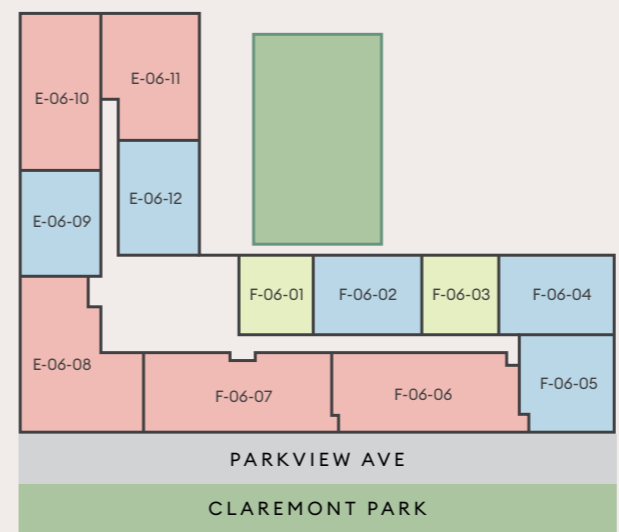 E-06-10
E-06-11
E-06-09
E-06-12
F-06-01
F-06-02
F-06-03
F-06-04
E-06-08
F-06-07
F-06-06
F-06-05
PARKVIEW AVE
CLAREMONT PARK